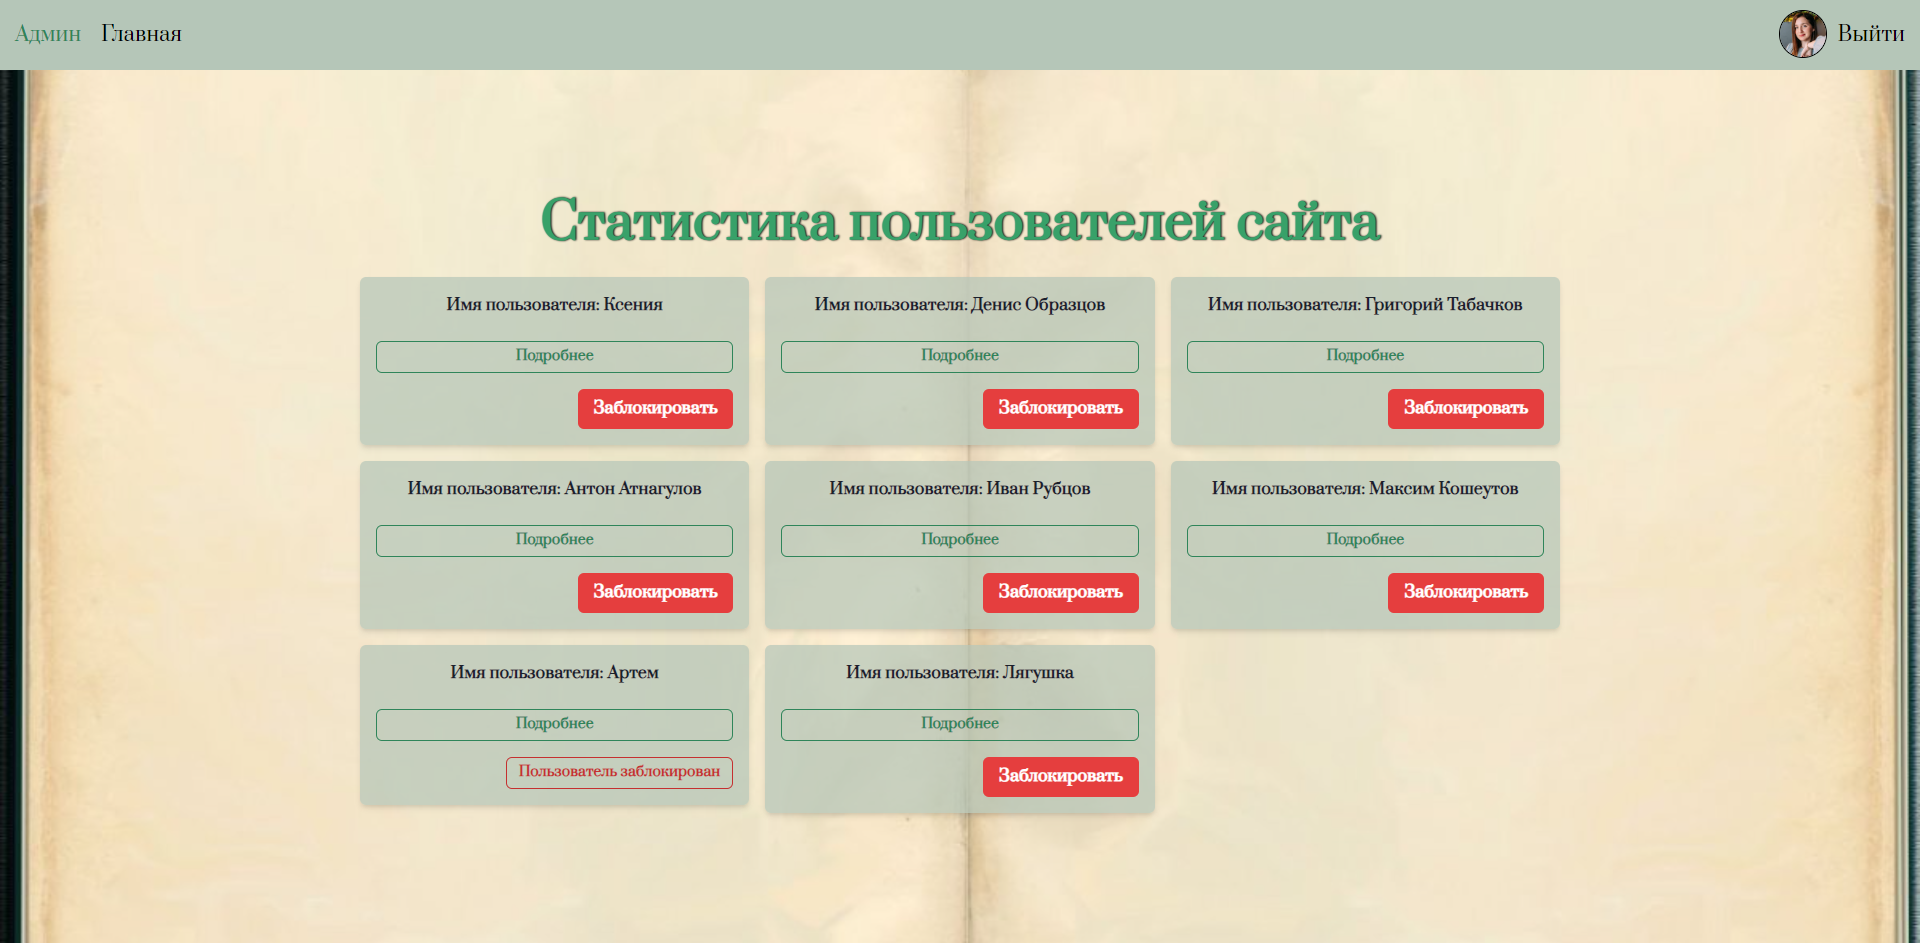 Админ Главная Выйти
Статистика пользователей сайта
Имя пользователя: Ксения
Подробнее
Заблокировать
Имя пользователя: Денис Образцов
Подробнее
Заблокировать
Имя пользователя: Григорий Табачков
Подробнее
Заблокировать
Имя пользователя: Антон Атнагулов
Подробнее
Заблокировать
Имя пользователя: Иван Рубцов
Подробнее
Заблокировать
Имя пользователя: Максим Кошеутов
Подробнее
Заблокировать
Имя пользователя: Артем
Подробнее
Пользователь заблокирован
Имя пользователя: Лягушка
Подробнее
Заблокировать